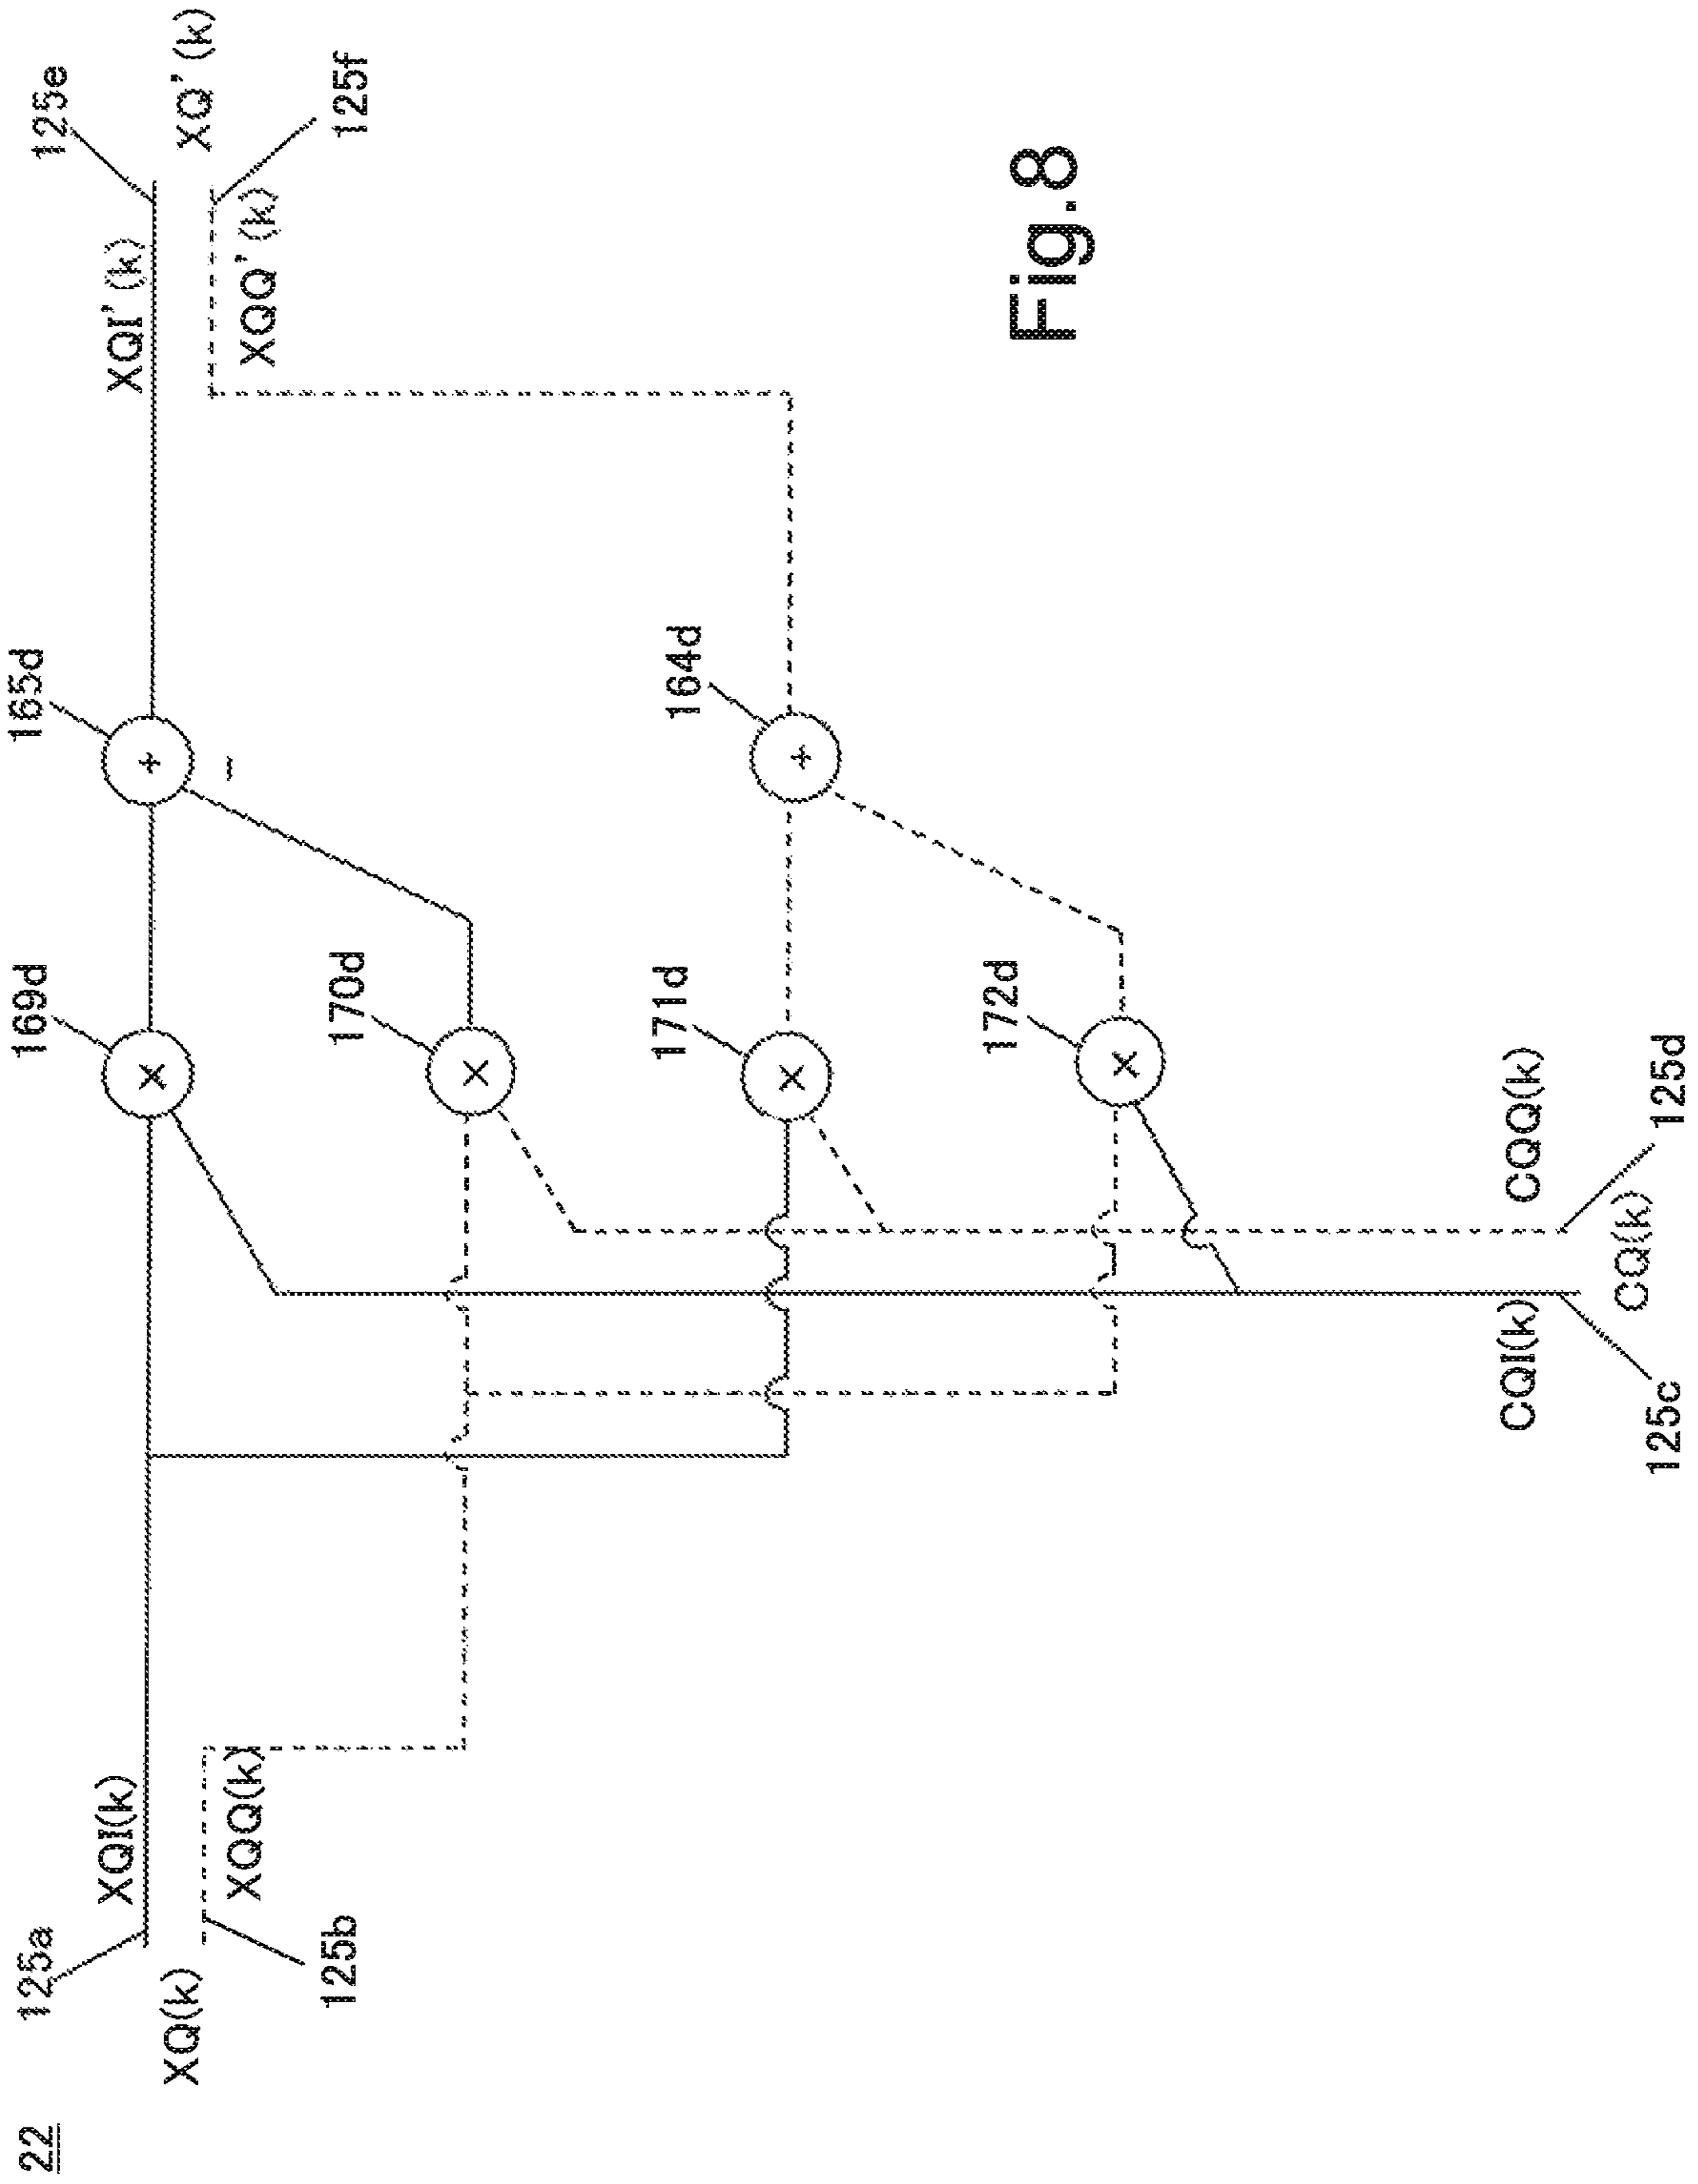 22
125a
XQI(k)
XQ(k)
XQQ(k)
125b
169d
×
165d
+
−
XQI'(k)
125e
XQ'(k)
XQQ'(k)
125f
170d
×
171d
×
164d
+
172d
×
CQI(k)
CQQ(k)
CQ(k)
125c
125d
Fig.8